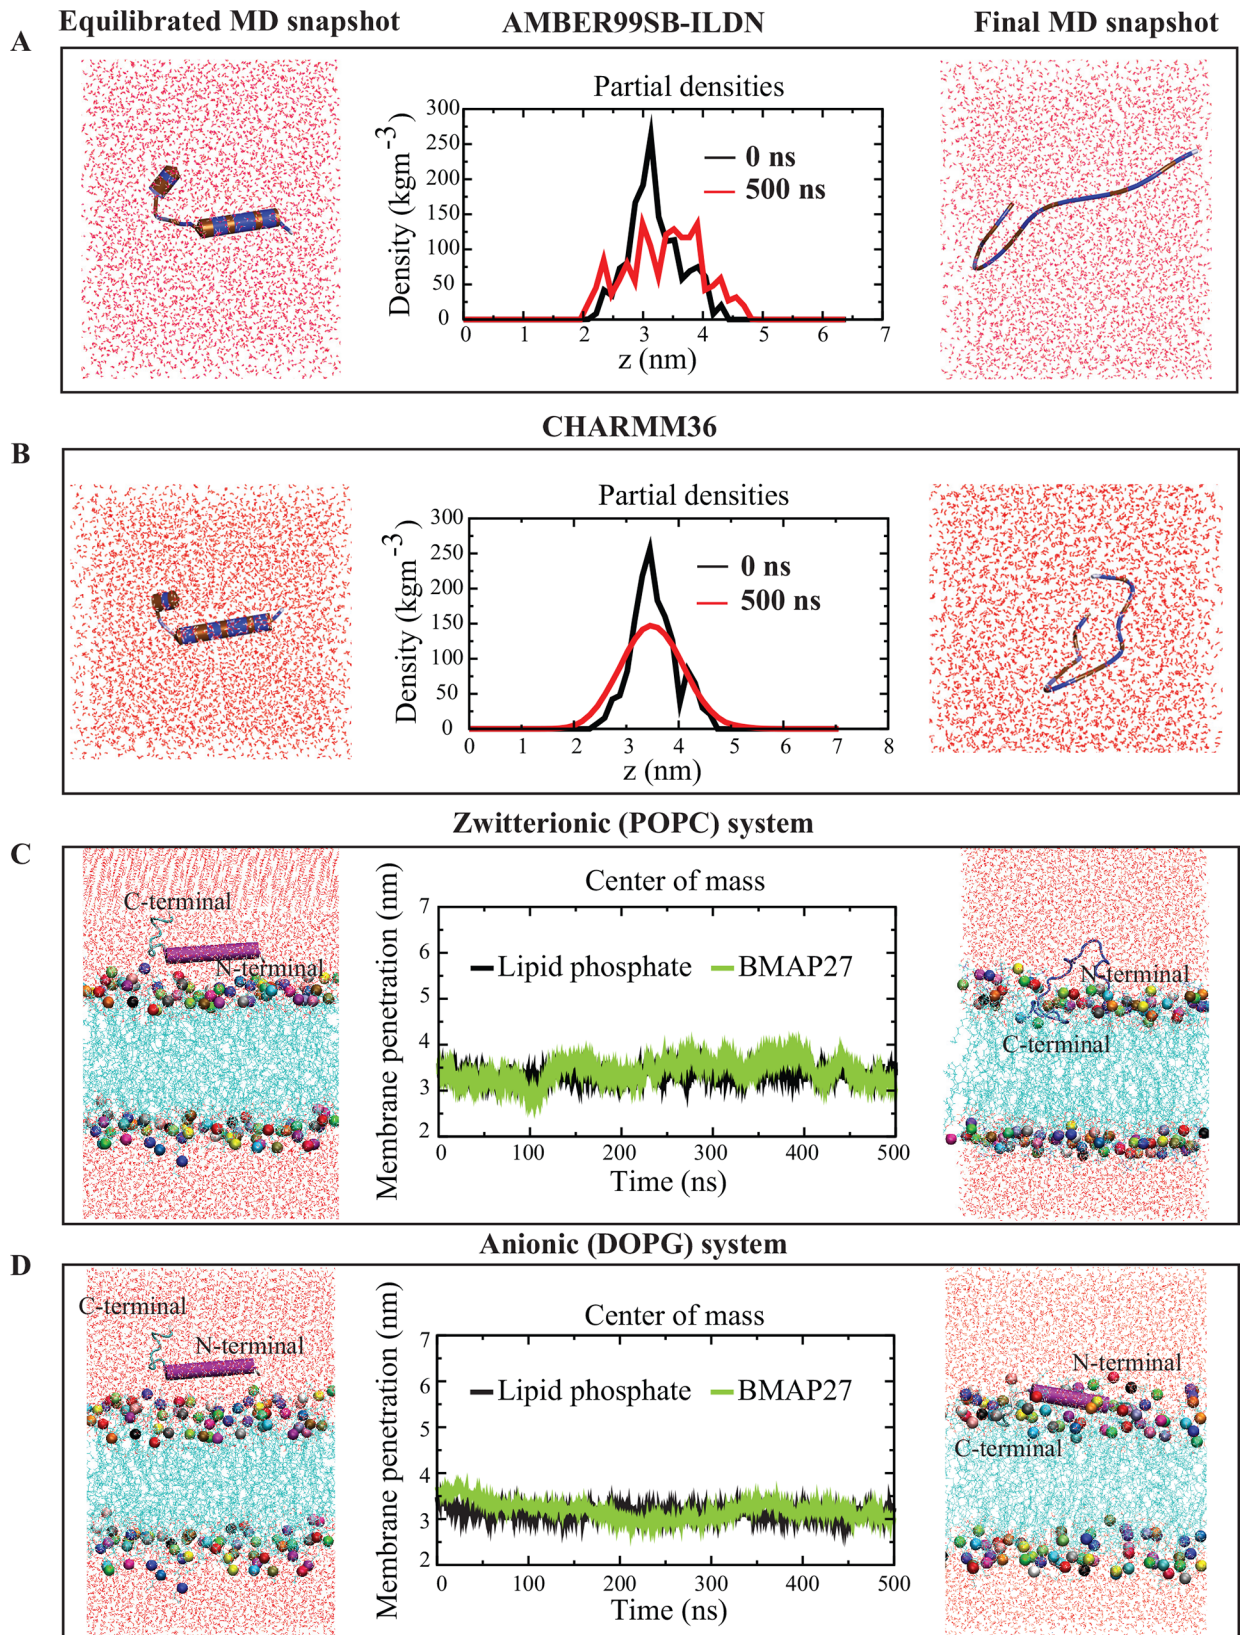 Equilibrated MD snapshot
AMBER99SB-ILDN
Final MD snapshot
A
Partial densities
Density (kgm-3)
300
250
200
150
100
50
0
0 ns
500 ns
0 1 2 3 4 5 6 7
z (nm)
CHARMM36
B
Partial densities
Density (kgm-3)
300
250
200
150
100
50
0
0 ns
500 ns
0 1 2 3 4 5 6 7 8
z (nm)
Zwitterionic (POPC) system
C
C-terminal
N-terminal
Center of mass
Membrane penetration (nm)
7
6
5
4
3
2
Lipid phosphate BMAP27
0 100 200 300 400 500
Time (ns)
N-terminal
C-terminal
Anionic (DOPG) system
D
C-terminal
N-terminal
Center of mass
Membrane penetration (nm)
7
6
5
4
3
2
Lipid phosphate BMAP27
0 100 200 300 400 500
Time (ns)
N-terminal
C-terminal